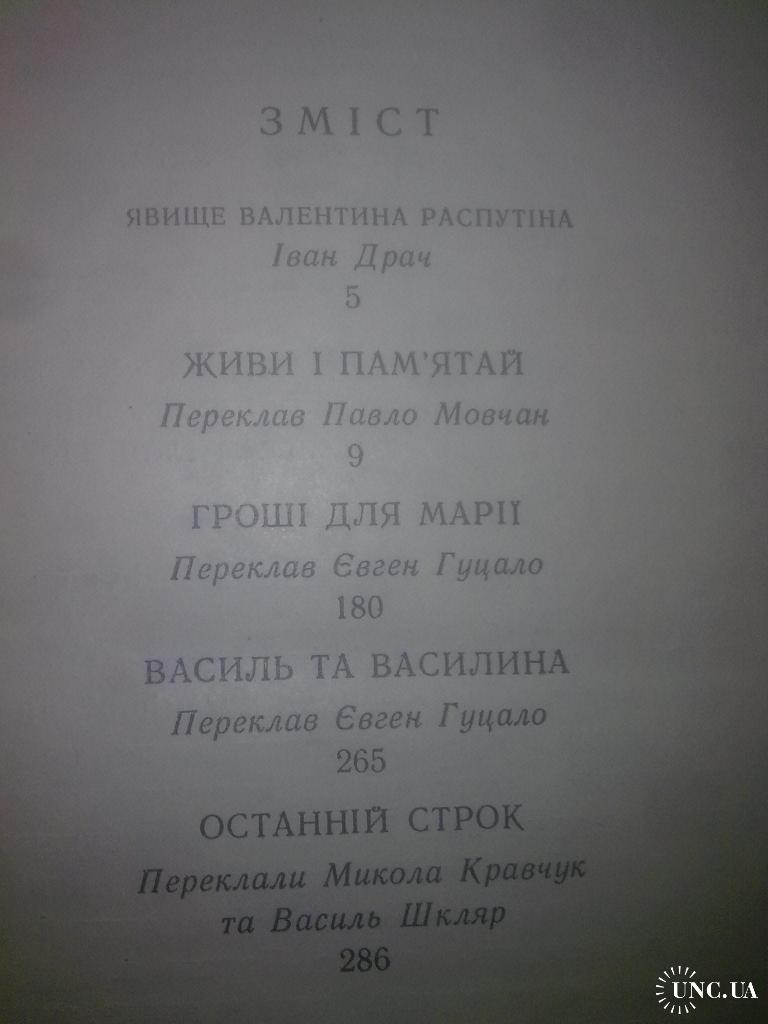 ЗМІСТ
ЯВИЩЕ ВАЛЕНТИНА РАСПУТІНА
Іван Драч
5
ЖИВИ І ПАМ'ЯТАЙ
Переклав Павло Мовчан
9
ГРОШІ ДЛЯ МАРІЇ
Переклав Євген Гуцало
180
ВАСИЛЬ ТА ВАСИЛИНА
Переклав Євген Гуцало
265
ОСТАННІЙ СТРОК
Переклали Микола Кравчук
та Василь Шкляр
286
UNC.UA